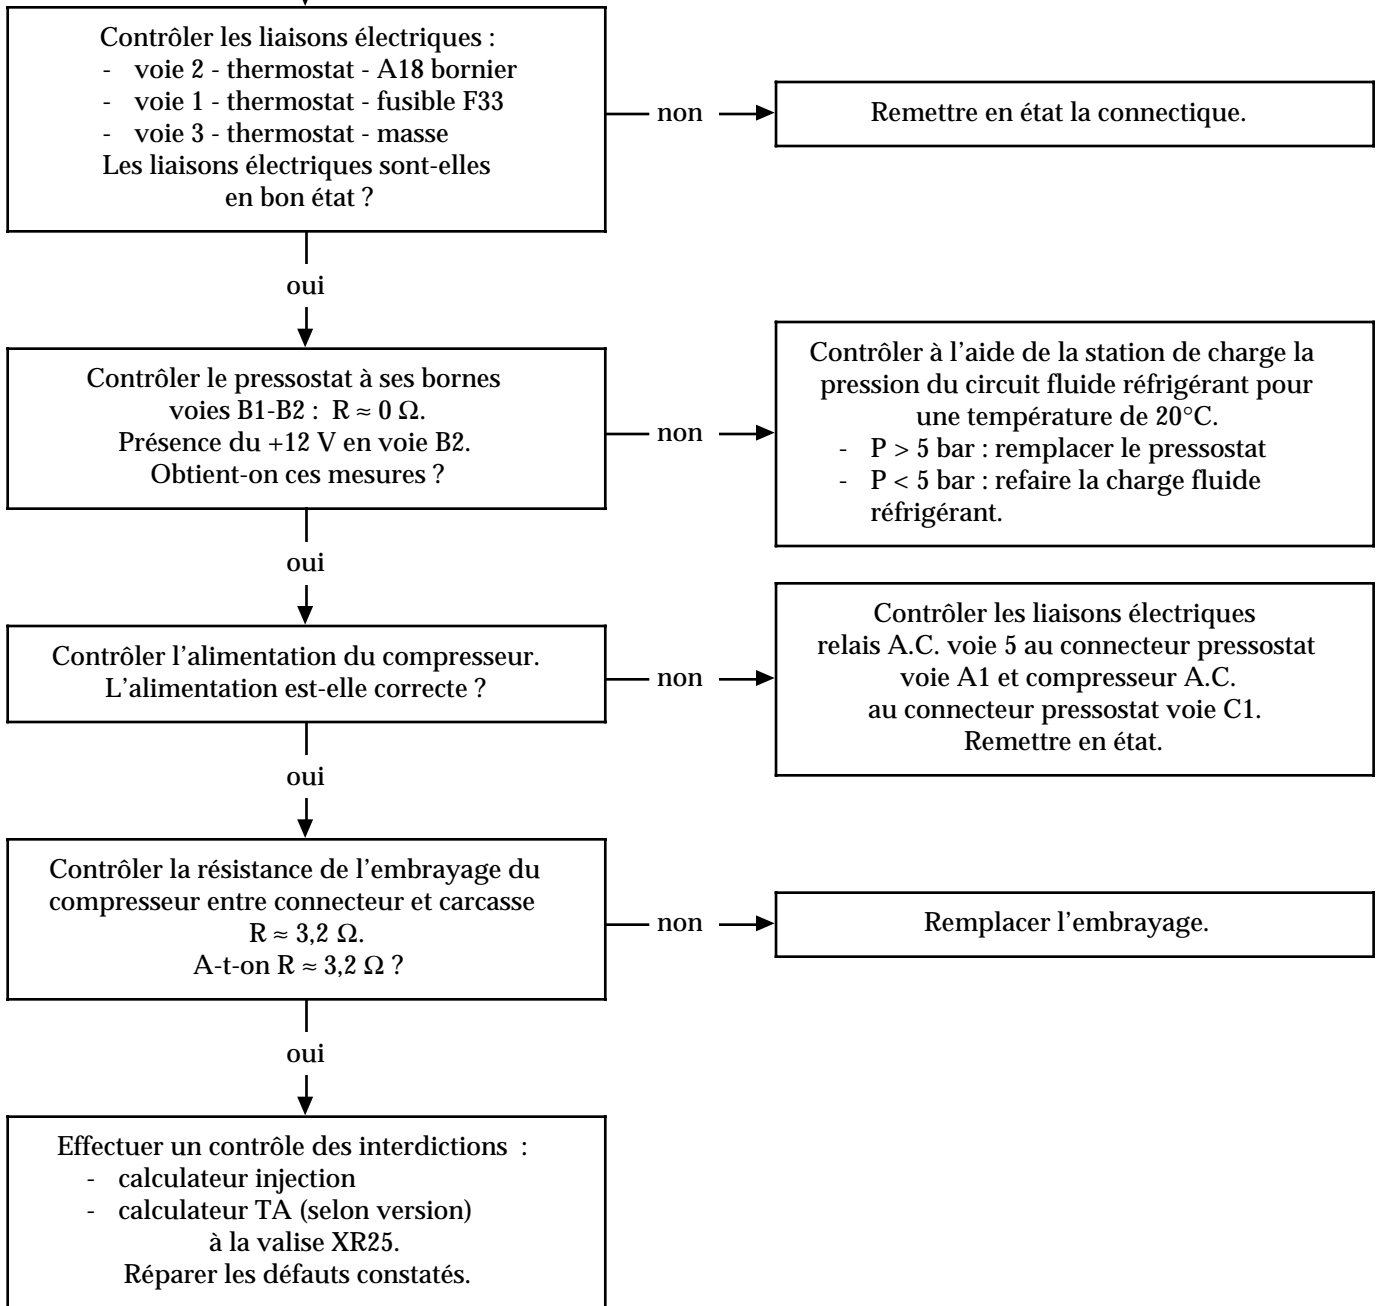 Contrôler les liaisons électriques :
- voie 2 - thermostat - A18 bornier
- voie 1 - thermostat - fusible F33
- voie 3 - thermostat - masse
Les liaisons électriques sont-elles
en bon état ?
non
Remettre en état la connectique.
oui
Contrôler le pressostat à ses bornes
voies B1-B2 : R ≈ 0 Ω.
Présence du +12 V en voie B2.
Obtient-on ces mesures ?
non
Contrôler à l'aide de la station de charge la
pression du circuit fluide réfrigérant pour
une température de 20°C.
- P > 5 bar : remplacer le pressostat
- P < 5 bar : refaire la charge fluide
réfrigérant.
oui
Contrôler l'alimentation du compresseur.
L'alimentation est-elle correcte ?
non
Contrôler les liaisons électriques
relais A.C. voie 5 au connecteur pressostat
voie A1 et compresseur A.C.
au connecteur pressostat voie C1.
Remettre en état.
oui
Contrôler la résistance de l'embrayage du
compresseur entre connecteur et carcasse
R ≈ 3,2 Ω.
A-t-on R ≈ 3,2 Ω ?
non
Remplacer l'embrayage.
oui
Effectuer un contrôle des interdictions :
- calculateur injection
- calculateur TA (selon version)
à la valise XR25.
Réparer les défauts constatés.